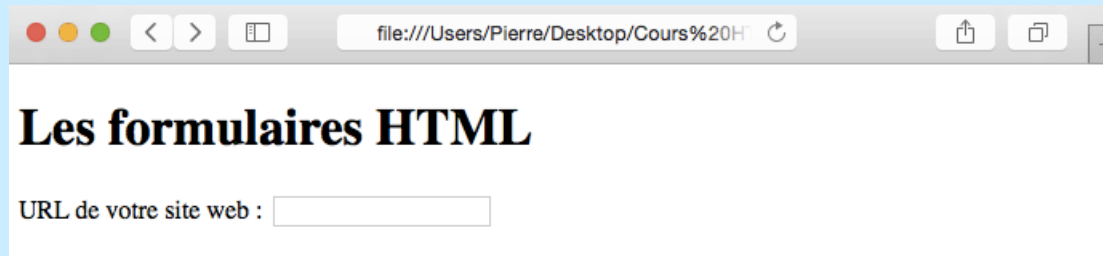 file:///Users/Pierre/Desktop/Cours%20H
Les formulaires HTML
URL de votre site web :